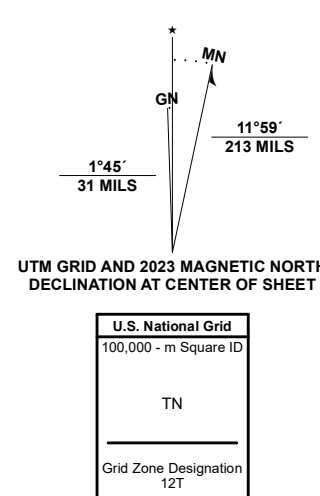 ★
MN
GN
11°59´
213 MILS
1°45´
31 MILS
UTM GRID AND 2023 MAGNETIC NORTH
DECLINATION AT CENTER OF SHEET
U.S. National Grid
100,000 - m Square ID
TN
Grid Zone Designation
12T